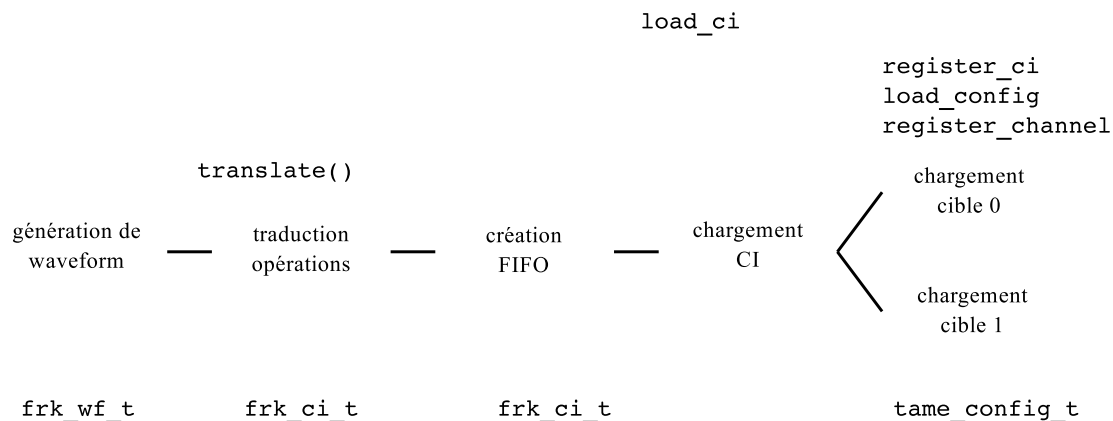 load_ci
register_ci
load_config
register_channel
translate()
génération de
waveform
traduction
opérations
création
FIFO
chargement
CI
chargement
cible 0
chargement
cible 1
frk_wf_t
frk_ci_t
frk_ci_t
tame_config_t